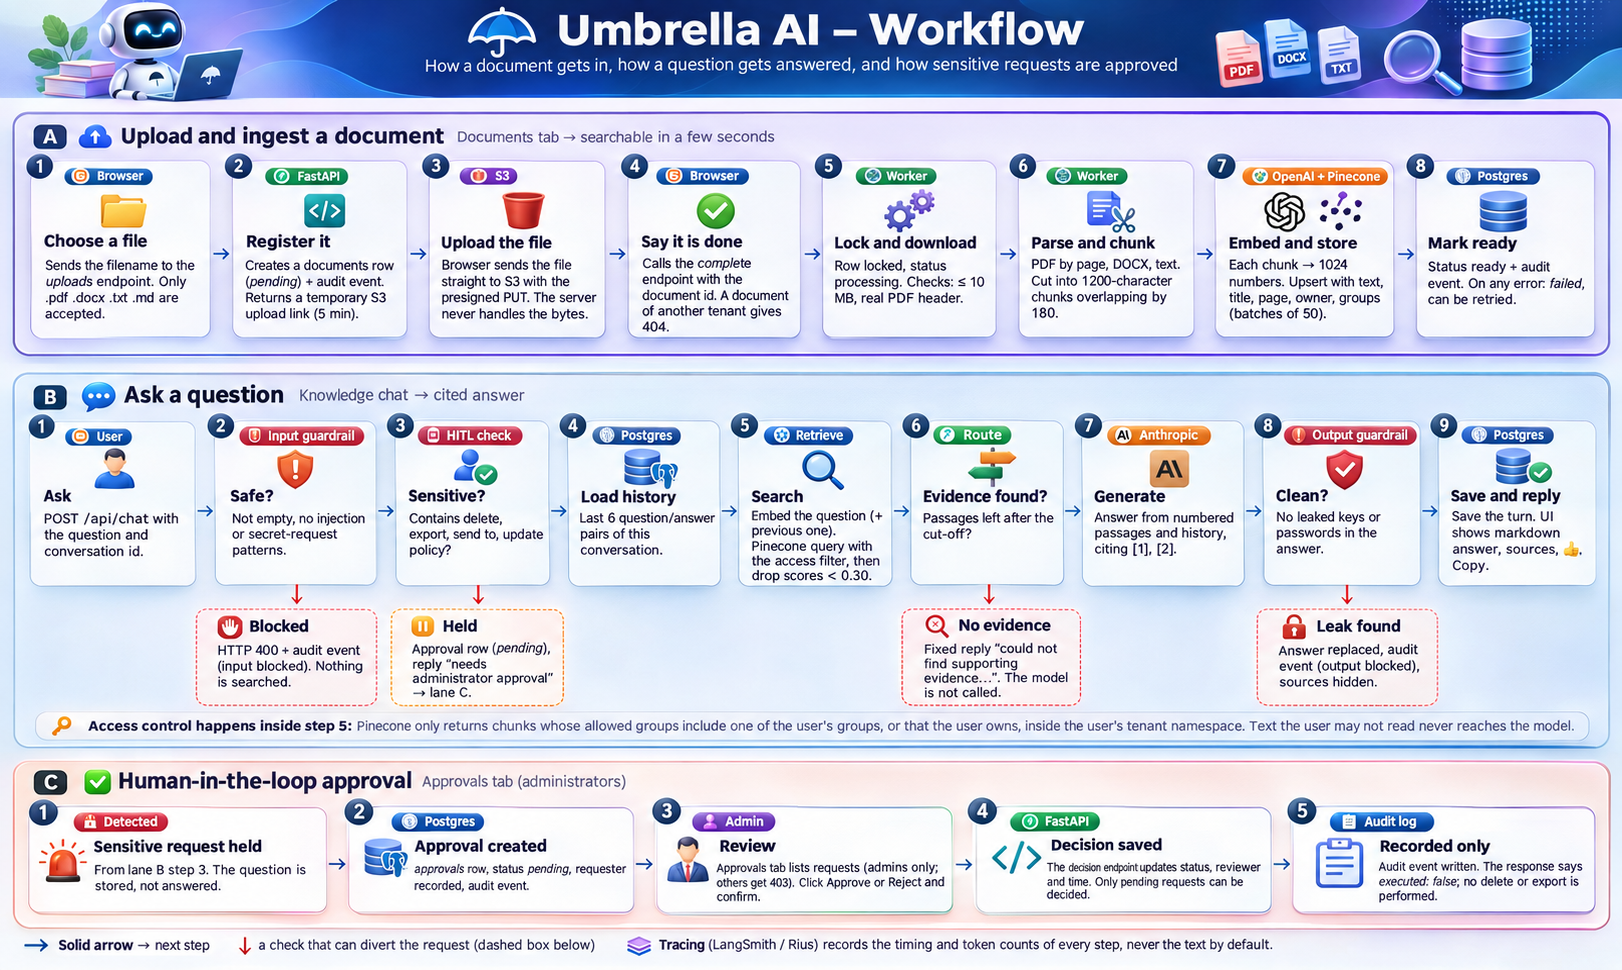 Umbrella AI – Workflow
How a document gets in, how a question gets answered, and how sensitive requests are approved
PDF
DOCX
TXT
A
Upload and ingest a document
Documents tab → searchable in a few seconds
1
Browser
Choose a file
Sends the filename to the
uploads endpoint. Only
.pdf .docx .txt .md are
accepted.
2
FastAPI
</>
Register it
Creates a documents row
(pending) + audit event.
Returns a temporary S3
upload link (5 min).
3
S3
Upload the file
Browser sends the file
straight to S3 with the
presigned PUT. The server
never handles the bytes.
4
Browser
Say it is done
Calls the complete
endpoint with the
document id. A document
of another tenant gives
404.
5
Worker
Lock and download
Row locked, status
processing. Checks: ≤ 10
MB, real PDF header.
6
Worker
Parse and chunk
PDF by page, DOCX, text.
Cut into 1200-character
chunks overlapping by
180.
7
OpenAI + Pinecone
Embed and store
Each chunk → 1024
numbers. Upsert with text,
title, page, owner, groups
(batches of 50).
8
Postgres
Mark ready
Status ready + audit
event. On any error: failed,
can be retried.
B
Ask a question
Knowledge chat → cited answer
1
User
Ask
POST /api/chat with
the question and
conversation id.
2
Input guardrail
Safe?
Not empty, no injection
or secret-request
patterns.
3
HITL check
Sensitive?
Contains delete,
export, send to, update
policy?
4
Postgres
Load history
Last 6 question/answer
pairs of this
conversation.
5
Retrieve
Search
Embed the question (+
previous one).
Pinecone query with
the access filter, then
drop scores < 0.30.
6
Route
Evidence found?
Passages left after the
cut-off?
7
AI Anthropic
A\
Generate
Answer from numbered
passages and history,
citing [1], [2].
8
Output guardrail
Clean?
No leaked keys or
passwords in the
answer.
9
Postgres
Save and reply
Save the turn. UI
shows markdown
answer, sources, 👍.
Copy.
Blocked
HTTP 400 + audit event
(input blocked). Nothing
is searched.
Held
Approval row (pending),
reply “needs
administrator approval”
→ lane C.
No evidence
Fixed reply “could not
find supporting
evidence...”. The model
is not called.
Leak found
Answer replaced, audit
event (output blocked),
sources hidden.
Access control happens inside step 5: Pinecone only returns chunks whose allowed groups include one of the user's groups, or that the user owns, inside the user's tenant namespace. Text the user may not read never reaches the model.
C
Human-in-the-loop approval
Approvals tab (administrators)
1
Detected
Sensitive request held
From lane B step 3. The question is
stored, not answered.
2
Postgres
Approval created
approvals row, status pending, requester
recorded, audit event.
3
Admin
Review
Approvals tab lists requests (admins only;
others get 403). Click Approve or Reject and
confirm.
4
FastAPI
</>
Decision saved
The decision endpoint updates status, reviewer
and time. Only pending requests can be
decided.
5
Audit log
Recorded only
Audit event written. The response says
executed: false; no delete or export is
performed.
→ Solid arrow → next step
↓ a check that can divert the request (dashed box below)
Tracing (LangSmith / Rius) records the timing and token counts of every step, never the text by default.